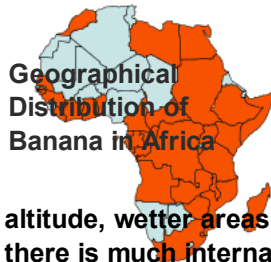 Geographical
Distribution of
Banana in Africa
altitude, wetter areas
there is much interna